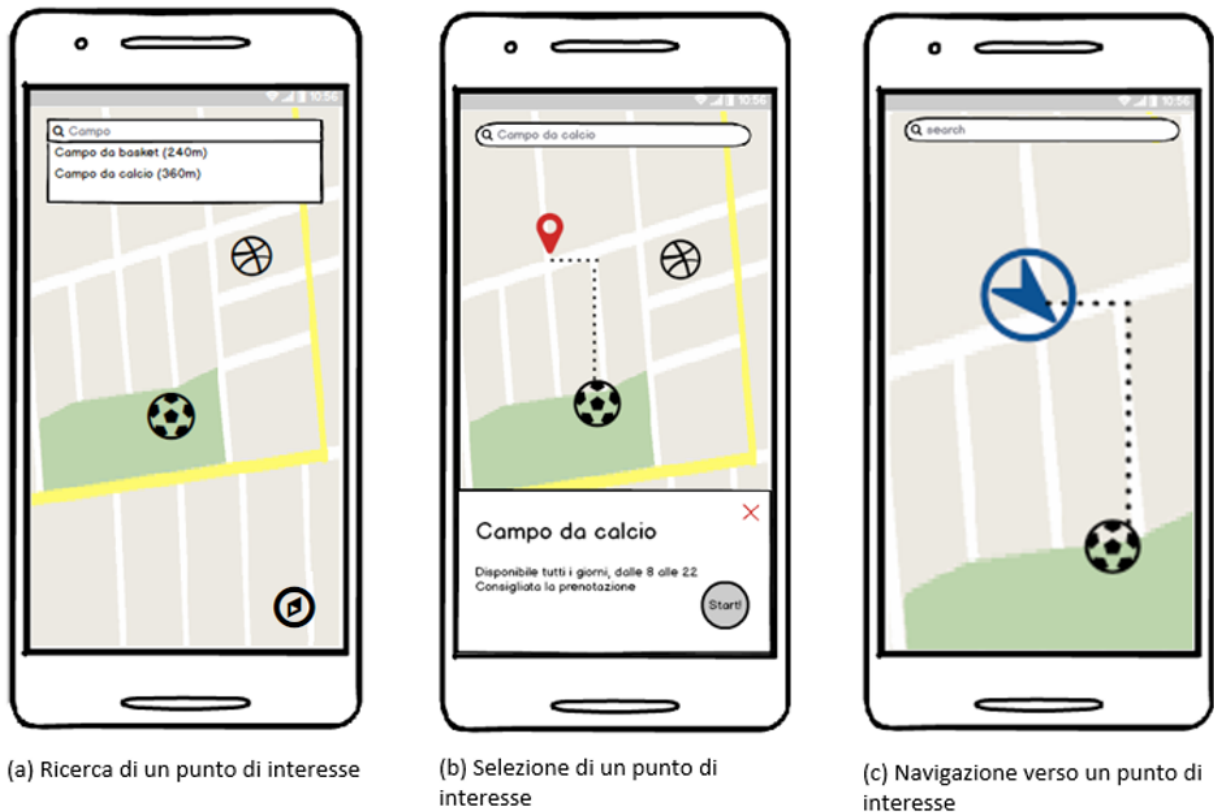 10:56
Campo
Campo da basket (240m)
Campo da calcio (360m)
(a) Ricerca di un punto di interesse
10:56
Campo da calcio
Campo da calcio
Disponibile tutti i giorni, dalle 8 alle 22
Consigliata la prenotazione
Start!
(b) Selezione di un punto di
interesse
10:56
search
(c) Navigazione verso un punto di
interesse